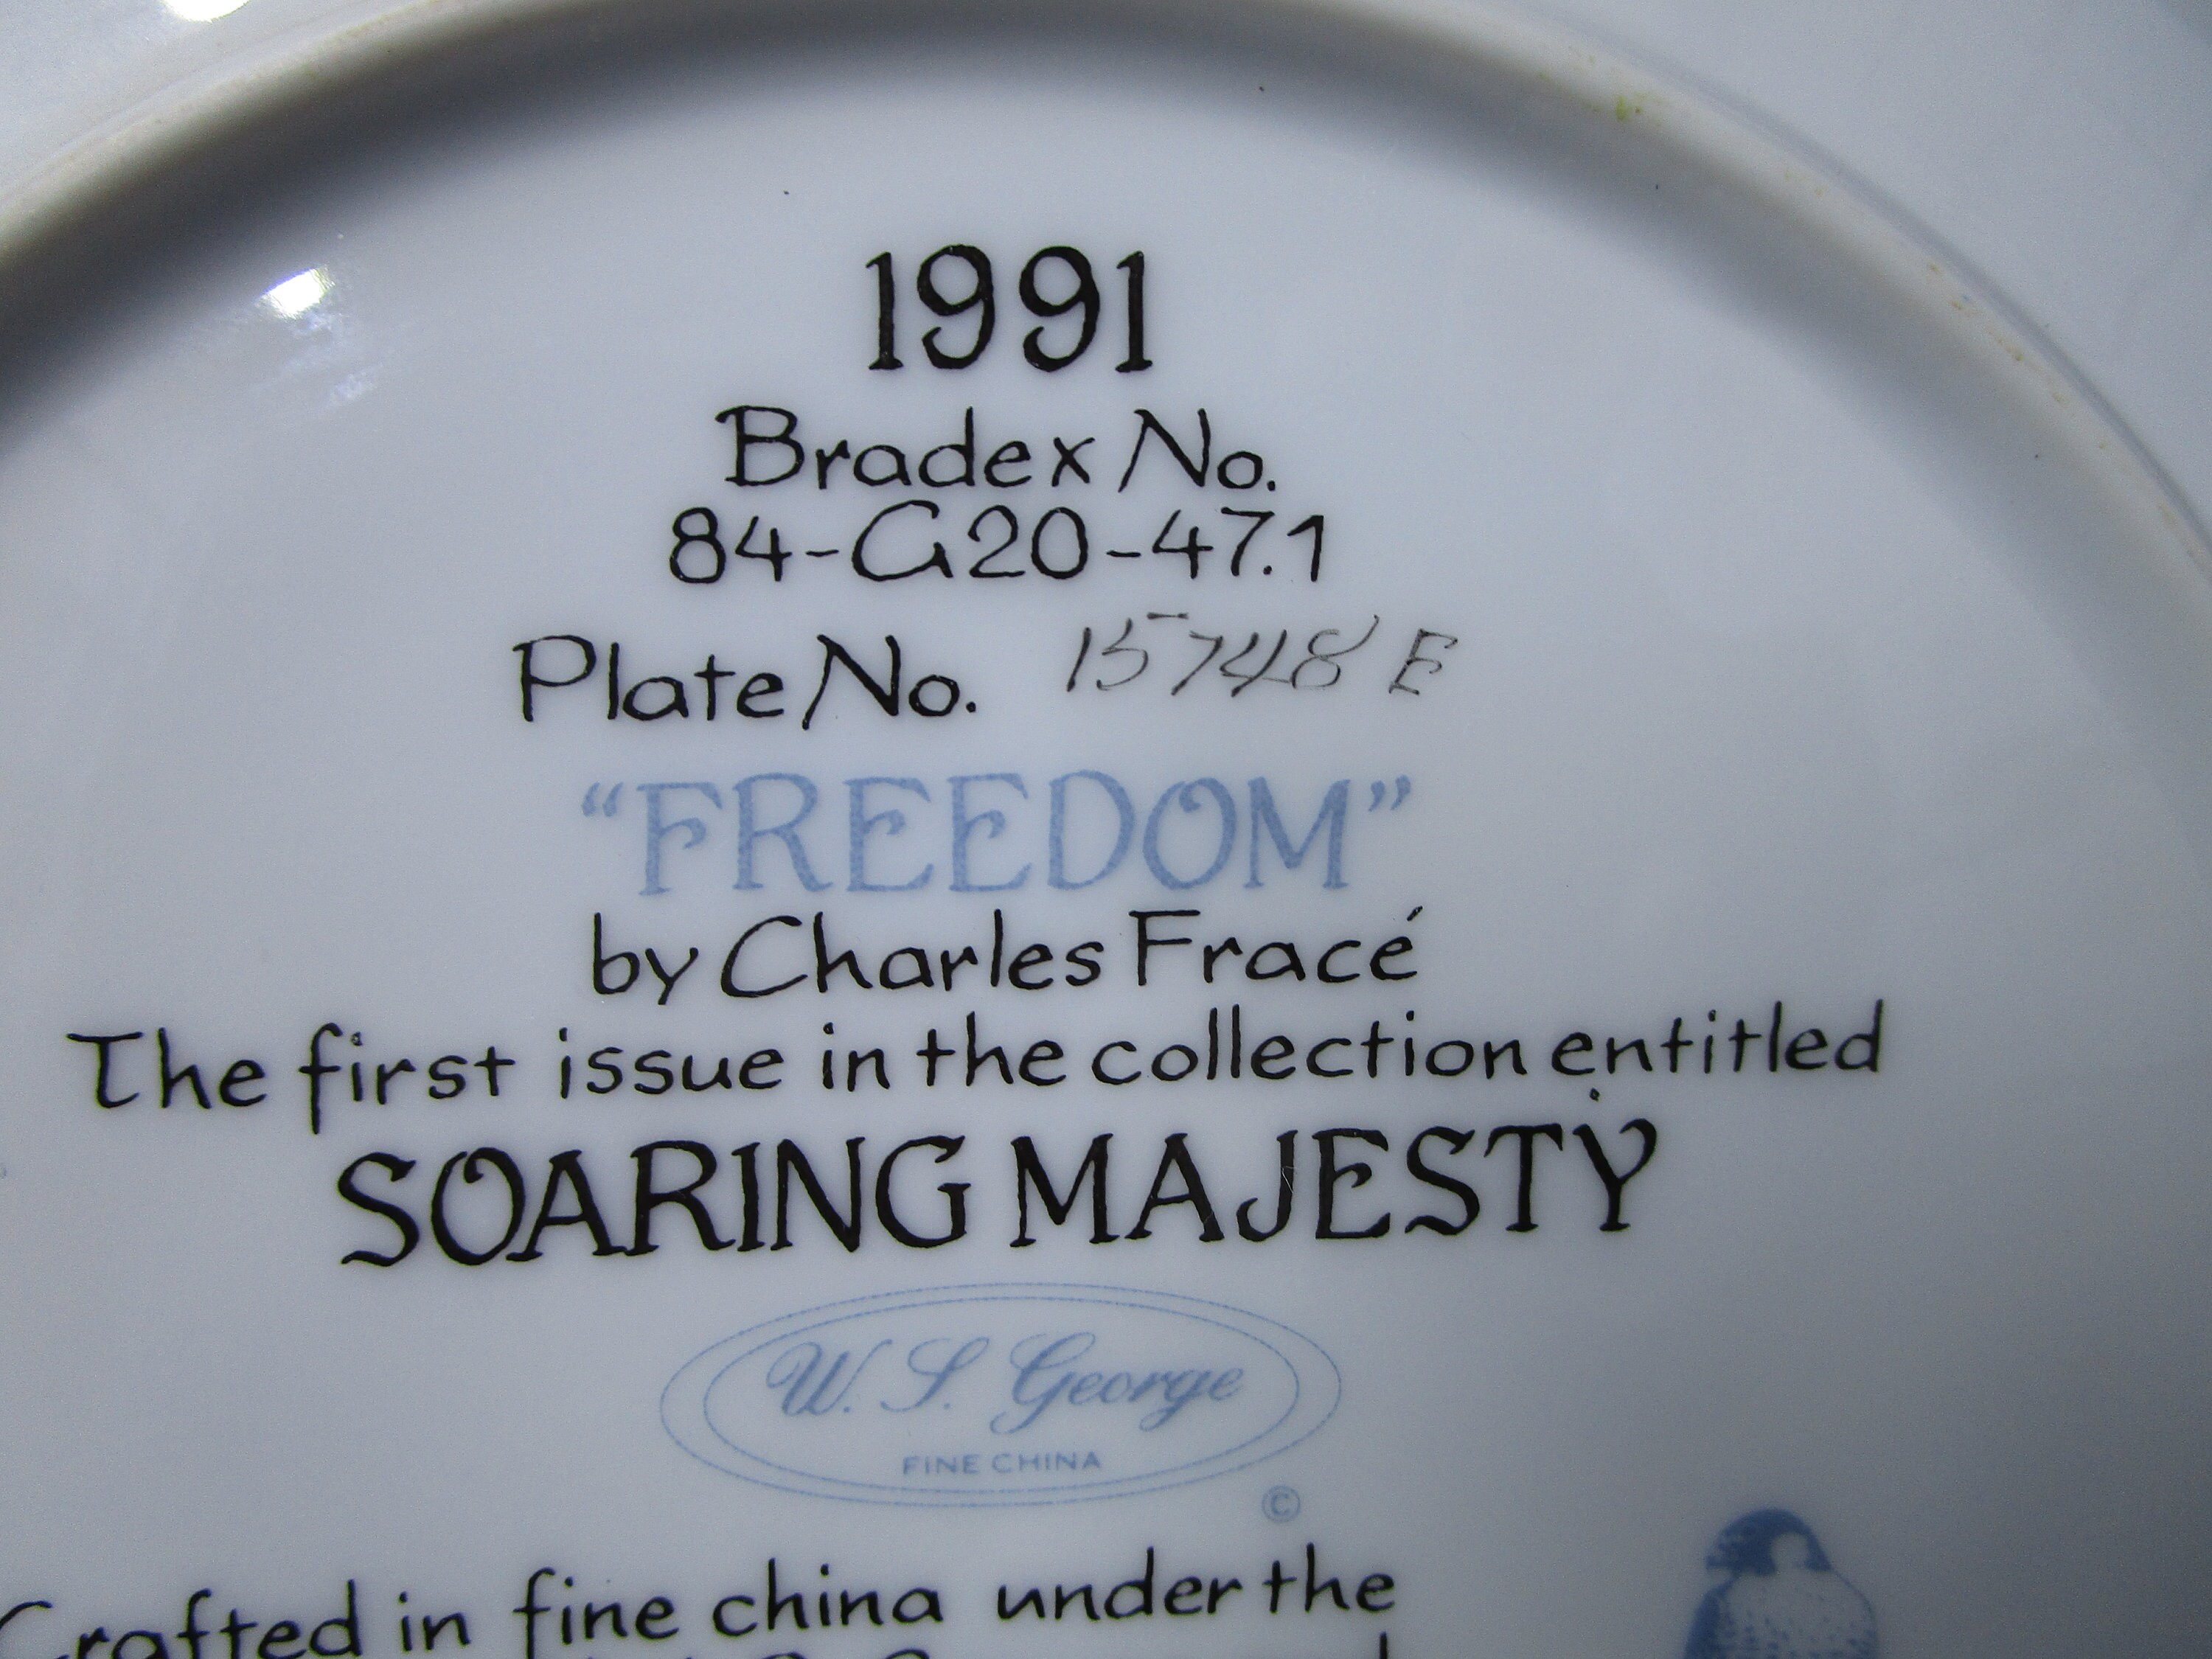 1991
Bradex No.
84-G20-47.1
Plate No. 15748 E
“FREEDOM”
by Charles Fracé
The first issue in the collection entitled
SOARING MAJESTY
W. S. George
FINE CHINA
©
Crafted in fine china under the